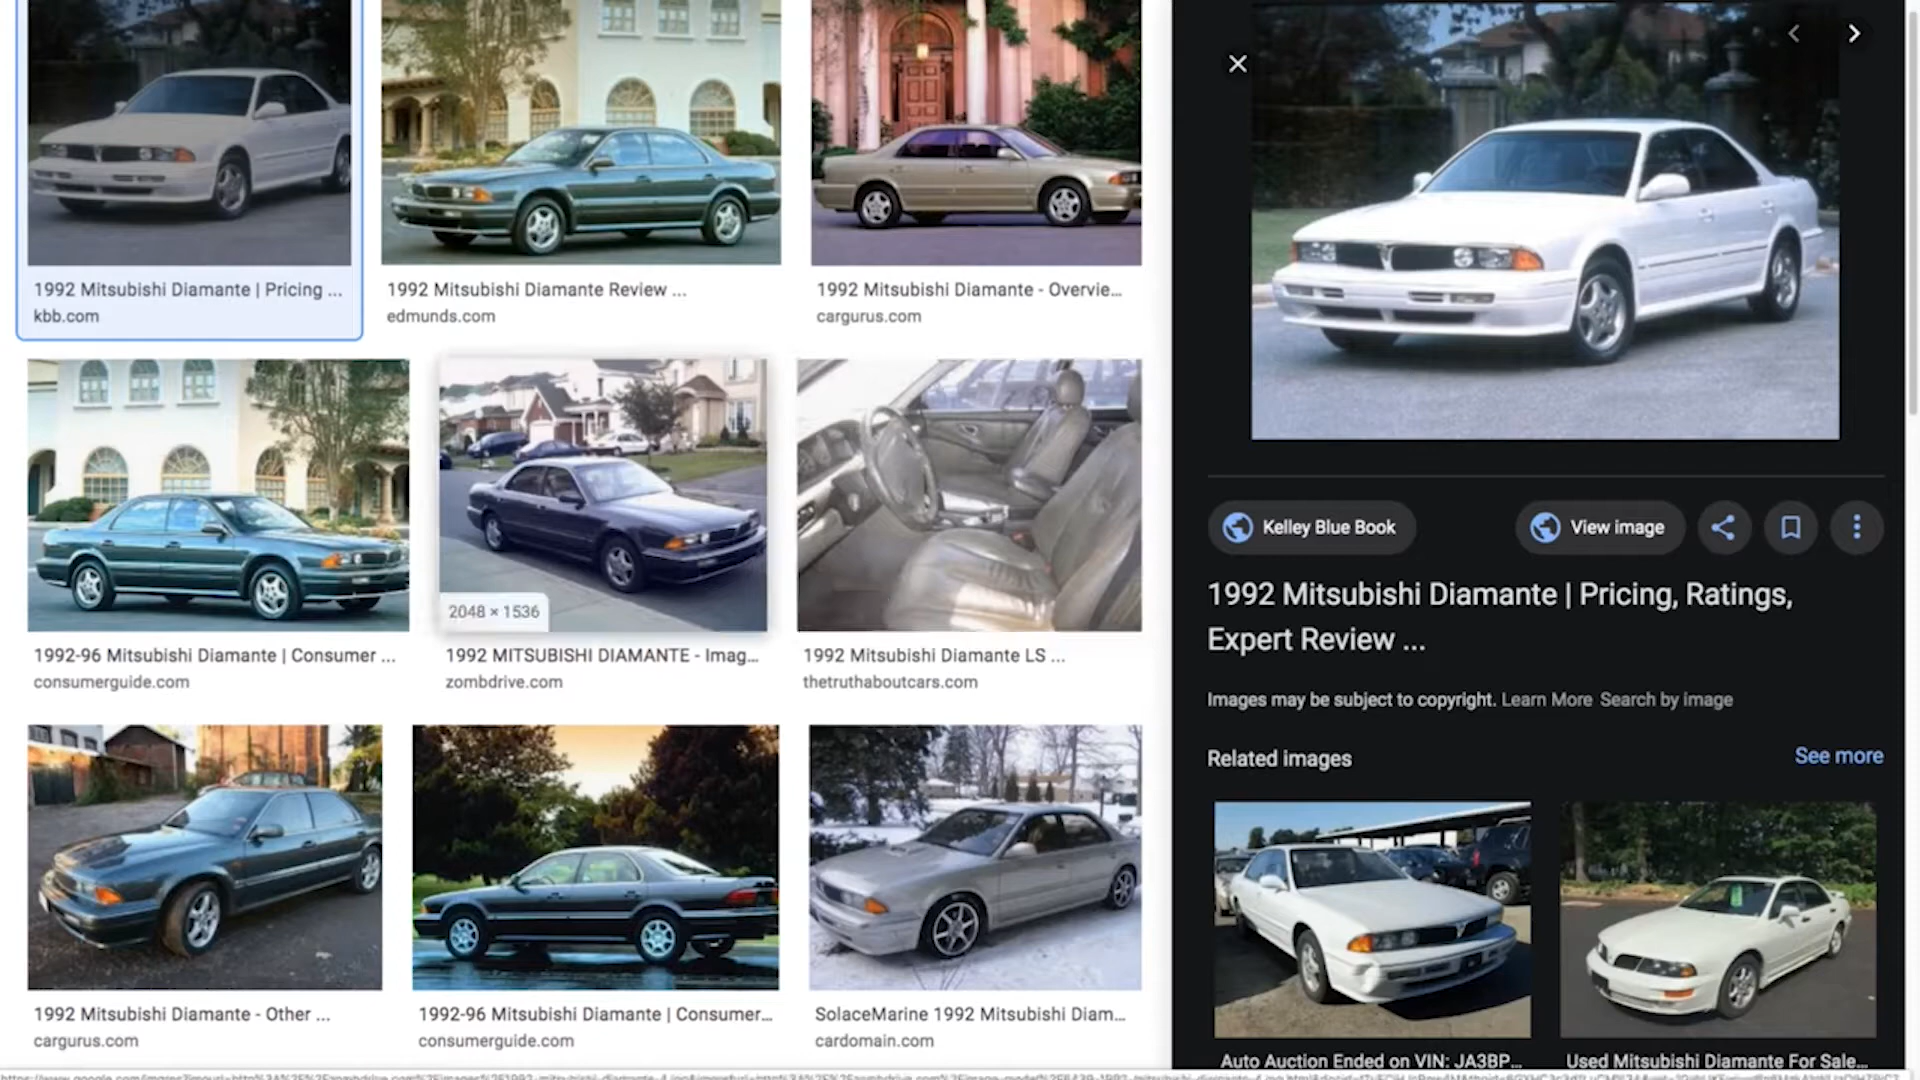 1992 Mitsubishi Diamante | Pricing ...
kbb.com
1992 Mitsubishi Diamante Review ...
edmunds.com
1992 Mitsubishi Diamante - Overvie...
cargurus.com
1992-96 Mitsubishi Diamante | Consumer ...
consumerguide.com
2048 × 1536
1992 MITSUBISHI DIAMANTE - Imag...
zombdrive.com
1992 Mitsubishi Diamante LS ...
thetruthaboutcars.com
1992 Mitsubishi Diamante - Other ...
cargurus.com
1992-96 Mitsubishi Diamante | Consumer...
consumerguide.com
SolaceMarine 1992 Mitsubishi Diam...
cardomain.com
Kelley Blue Book
View image
1992 Mitsubishi Diamante | Pricing, Ratings,
Expert Review ...
Images may be subject to copyright. Learn More Search by image
Related images
See more
Auto Auction Ended on VIN: JA3BP...
Used Mitsubishi Diamante For Sale...